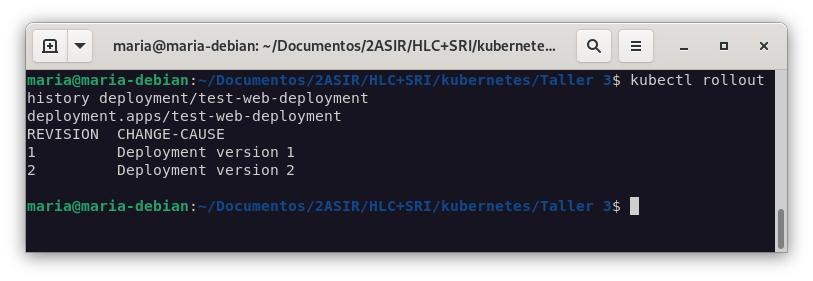 maria@maria-debian: ~/Documentos/2ASIR/HLC+SRI/kubernete...
maria@maria-debian:~/Documentos/2ASIR/HLC+SRI/kubernetes/Taller 3$ kubectl rollout
history deployment/test-web-deployment
deployment.apps/test-web-deployment
REVISION  CHANGE-CAUSE
1         Deployment version 1
2         Deployment version 2
maria@maria-debian:~/Documentos/2ASIR/HLC+SRI/kubernetes/Taller 3$